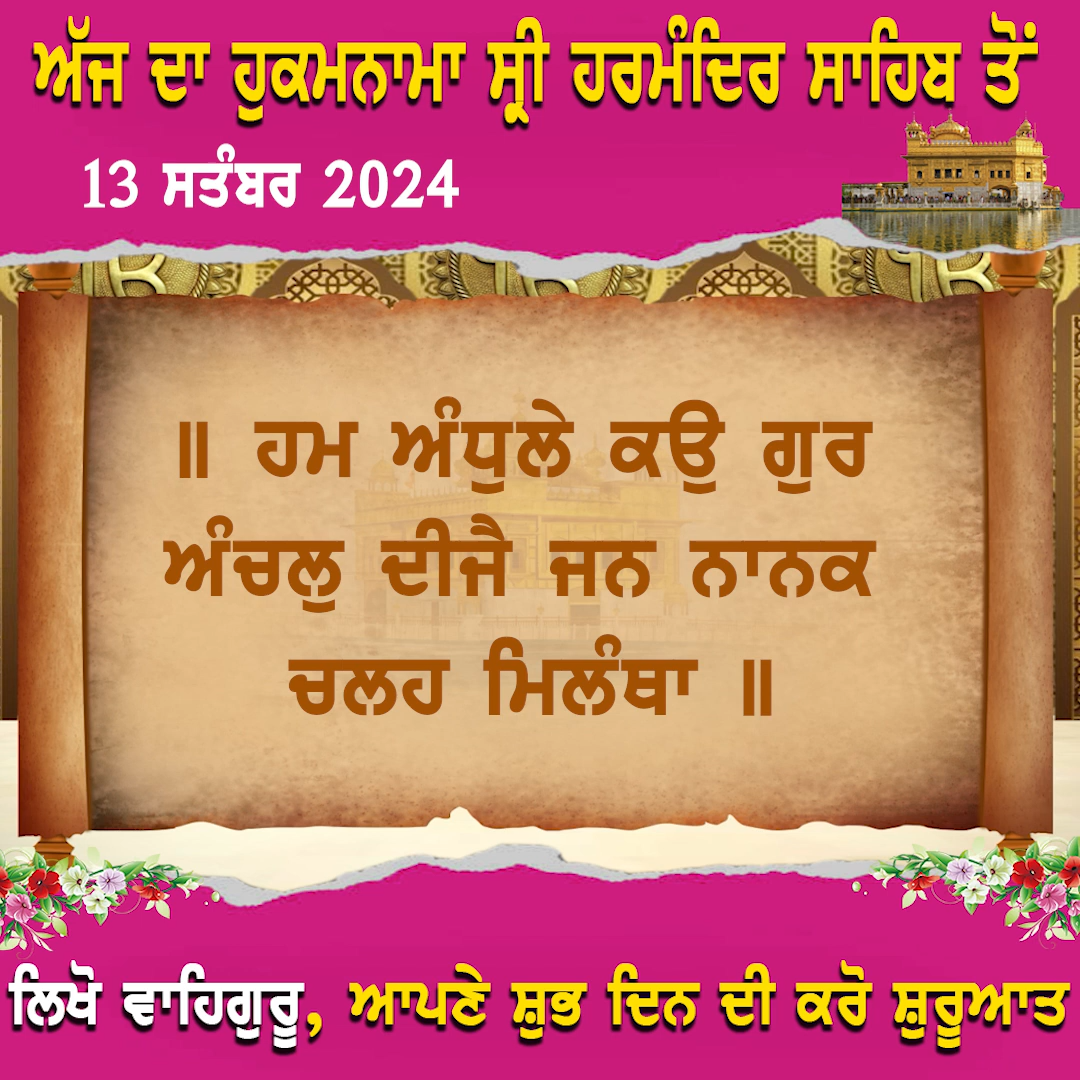 ਅੱਜ ਦਾ ਹੁਕਮਨਾਮਾ ਸ੍ਰੀ ਹਰਮੰਦਿਰ ਸਾਹਿਬ ਤੋਂ
13 ਸਤੰਬਰ 2024
॥ ਹਮ ਅੰਧੁਲੇ ਕਉ ਗੁਰ
ਅੰਚਲੁ ਦੀਜੈ ਜਨ ਨਾਨਕ
ਚਲਹ ਮਿਲੰਥਾ ॥
ਲਿਖੋ ਵਾਹਿਗੁਰੂ, ਆਪਣੇ ਸ਼ੁਭ ਦਿਨ ਦੀ ਕਰੋ ਸ਼ੁਰੂਆਤ